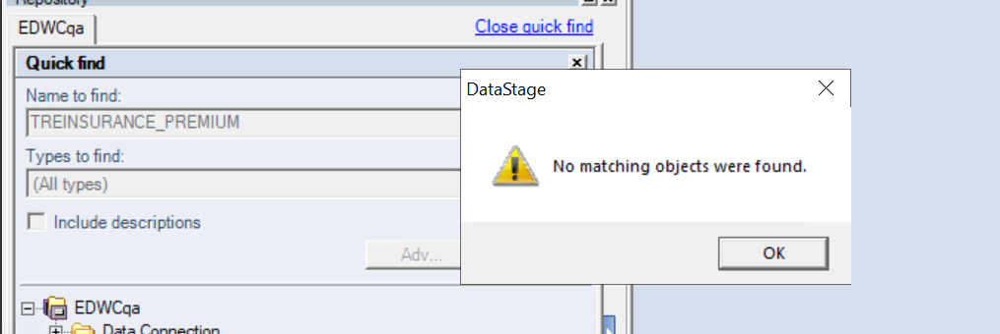 Repository
EDWCqa
Close quick find
Quick find
Name to find:
TREINSURANCE_PREMIUM
Types to find:
(All types)
Include descriptions
Adv...
DataStage
No matching objects were found.
OK
EDWCqa
Data Connection